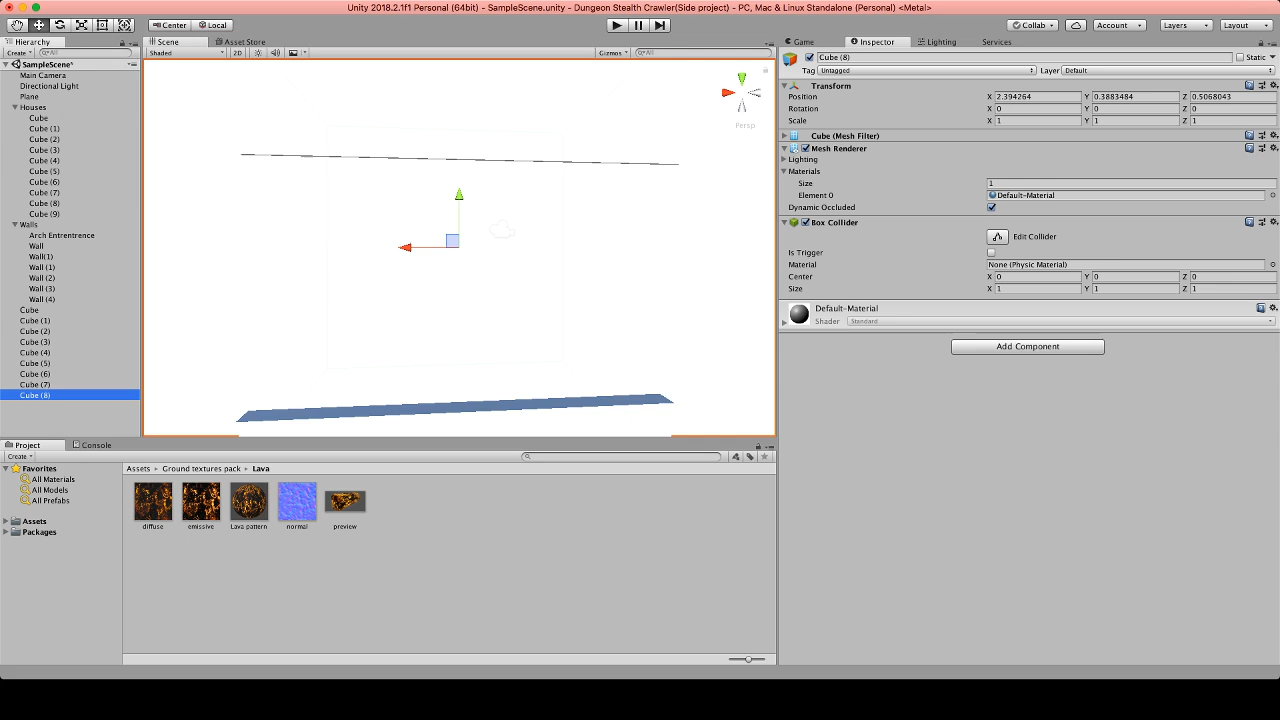 Unity 2018.2.1f1 Personal (64bit) - SampleScene.unity - Dungeon Stealth Crawler(Side project) - PC, Mac & Linux Standalone (Personal) <Metal>
Center Local Collab Account Layers Layout
Hierarchy Scene Asset Store Game Inspector Lighting Services
Create All Shaded 2D Gizmos All
SampleScene*
Main Camera
Directional Light
Plane
Houses
Cube
Cube (1)
Cube (2)
Cube (3)
Cube (4)
Cube (5)
Cube (6)
Cube (7)
Cube (8)
Cube (9)
Walls
Arch Entrentrence
Wall
Wall(1)
Wall (1)
Wall (2)
Wall (3)
Wall (4)
Cube
Cube (1)
Cube (2)
Cube (3)
Cube (4)
Cube (5)
Cube (6)
Cube (7)
Cube (8)
Persp
Cube (8) Static
Tag Untagged Layer Default
Transform
Position X 2.394264 Y 0.3883484 Z 0.5068043
Rotation X 0 Y 0 Z 0
Scale X 1 Y 1 Z 1
Cube (Mesh Filter)
Mesh Renderer
Lighting
Materials
Size 1
Element 0 Default-Material
Dynamic Occluded
Box Collider
Edit Collider
Is Trigger
Material None (Physic Material)
Center X 0 Y 0 Z 0
Size X 1 Y 1 Z 1
Default-Material
Shader Standard
Add Component
Project Console
Create
Favorites
All Materials
All Models
All Prefabs
Assets
Packages
Assets Ground textures pack Lava
diffuse emissive Lava pattern normal preview